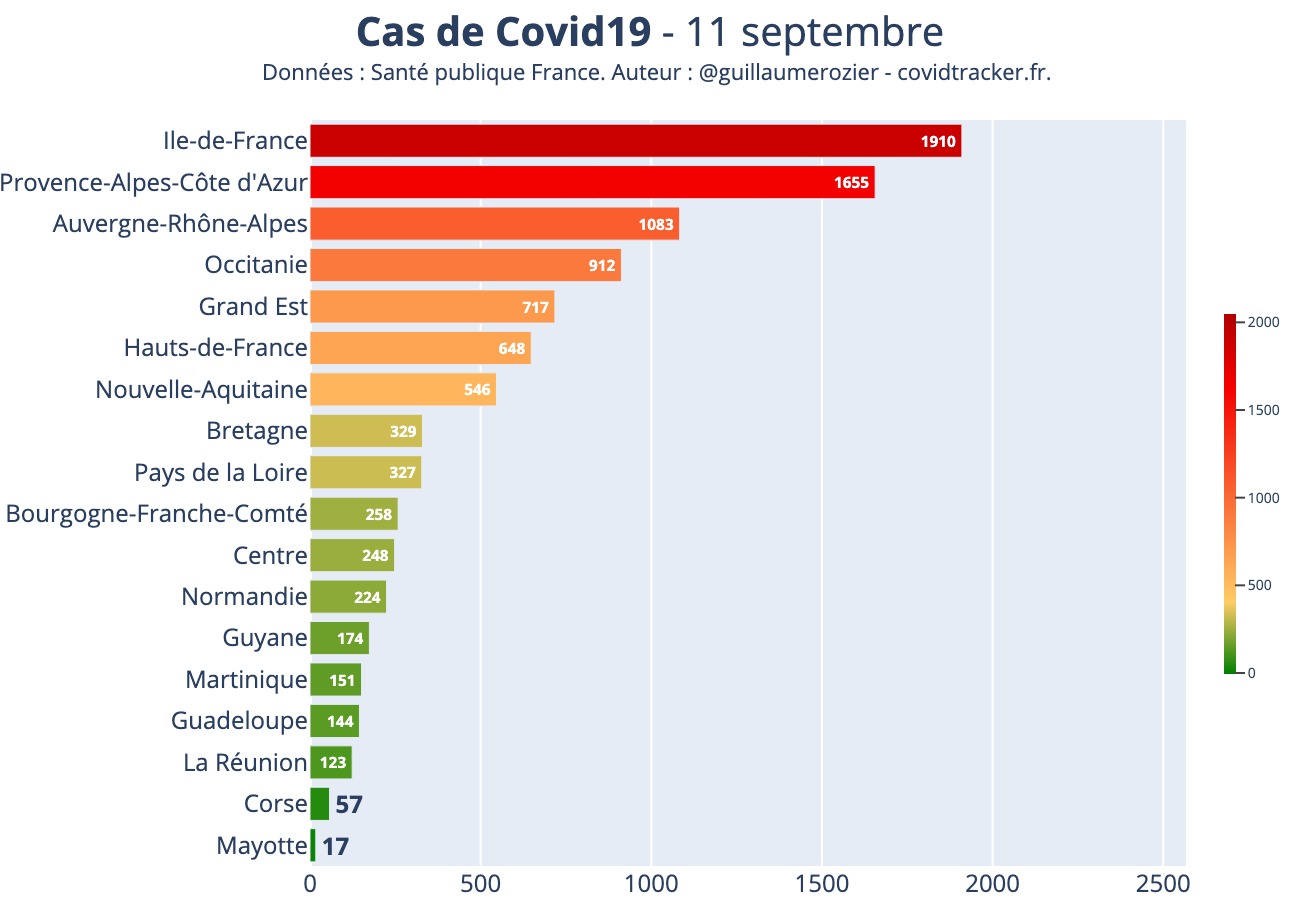 Cas de Covid19 - 11 septembre
Données : Santé publique France. Auteur : @guillaumerozier - covidtracker.fr.
Ile-de-France 1910
Provence-Alpes-Côte d'Azur 1655
Auvergne-Rhône-Alpes 1083
Occitanie 912
Grand Est 717
Hauts-de-France 648
Nouvelle-Aquitaine 546
Bretagne 329
Pays de la Loire 327
Bourgogne-Franche-Comté 258
Centre 248
Normandie 224
Guyane 174
Martinique 151
Guadeloupe 144
La Réunion 123
Corse 57
Mayotte 17
0 500 1000 1500 2000 2500
2000
1500
1000
500
0